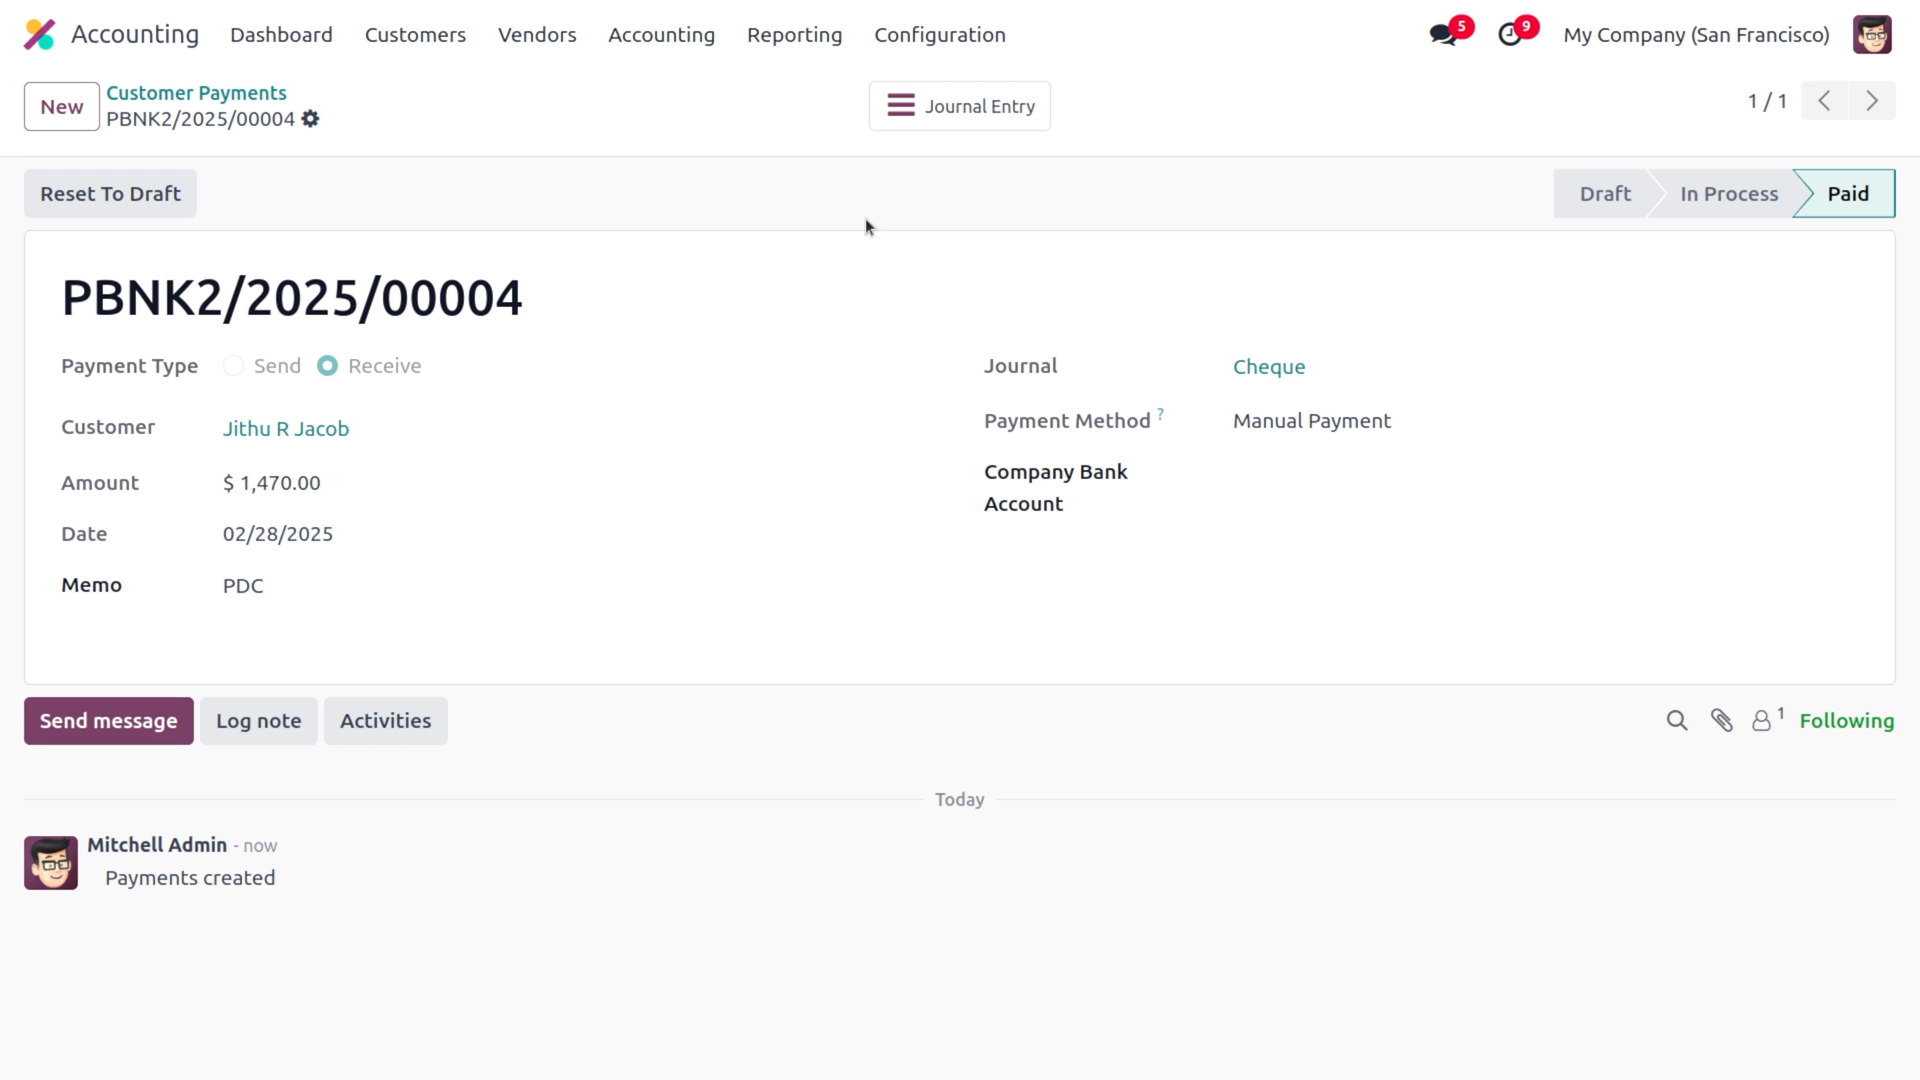 Accounting Dashboard Customers Vendors Accounting Reporting Configuration 5 9 My Company (San Francisco)
New Customer Payments
PBNK2/2025/00004
Journal Entry
1 / 1
Reset To Draft
Draft In Process Paid
PBNK2/2025/00004
Payment Type Send Receive
Journal Cheque
Customer Jithu R Jacob
Payment Method ? Manual Payment
Amount $ 1,470.00
Company Bank
Account
Date 02/28/2025
Memo PDC
Send message Log note Activities 1 Following
Today
Mitchell Admin - now
Payments created